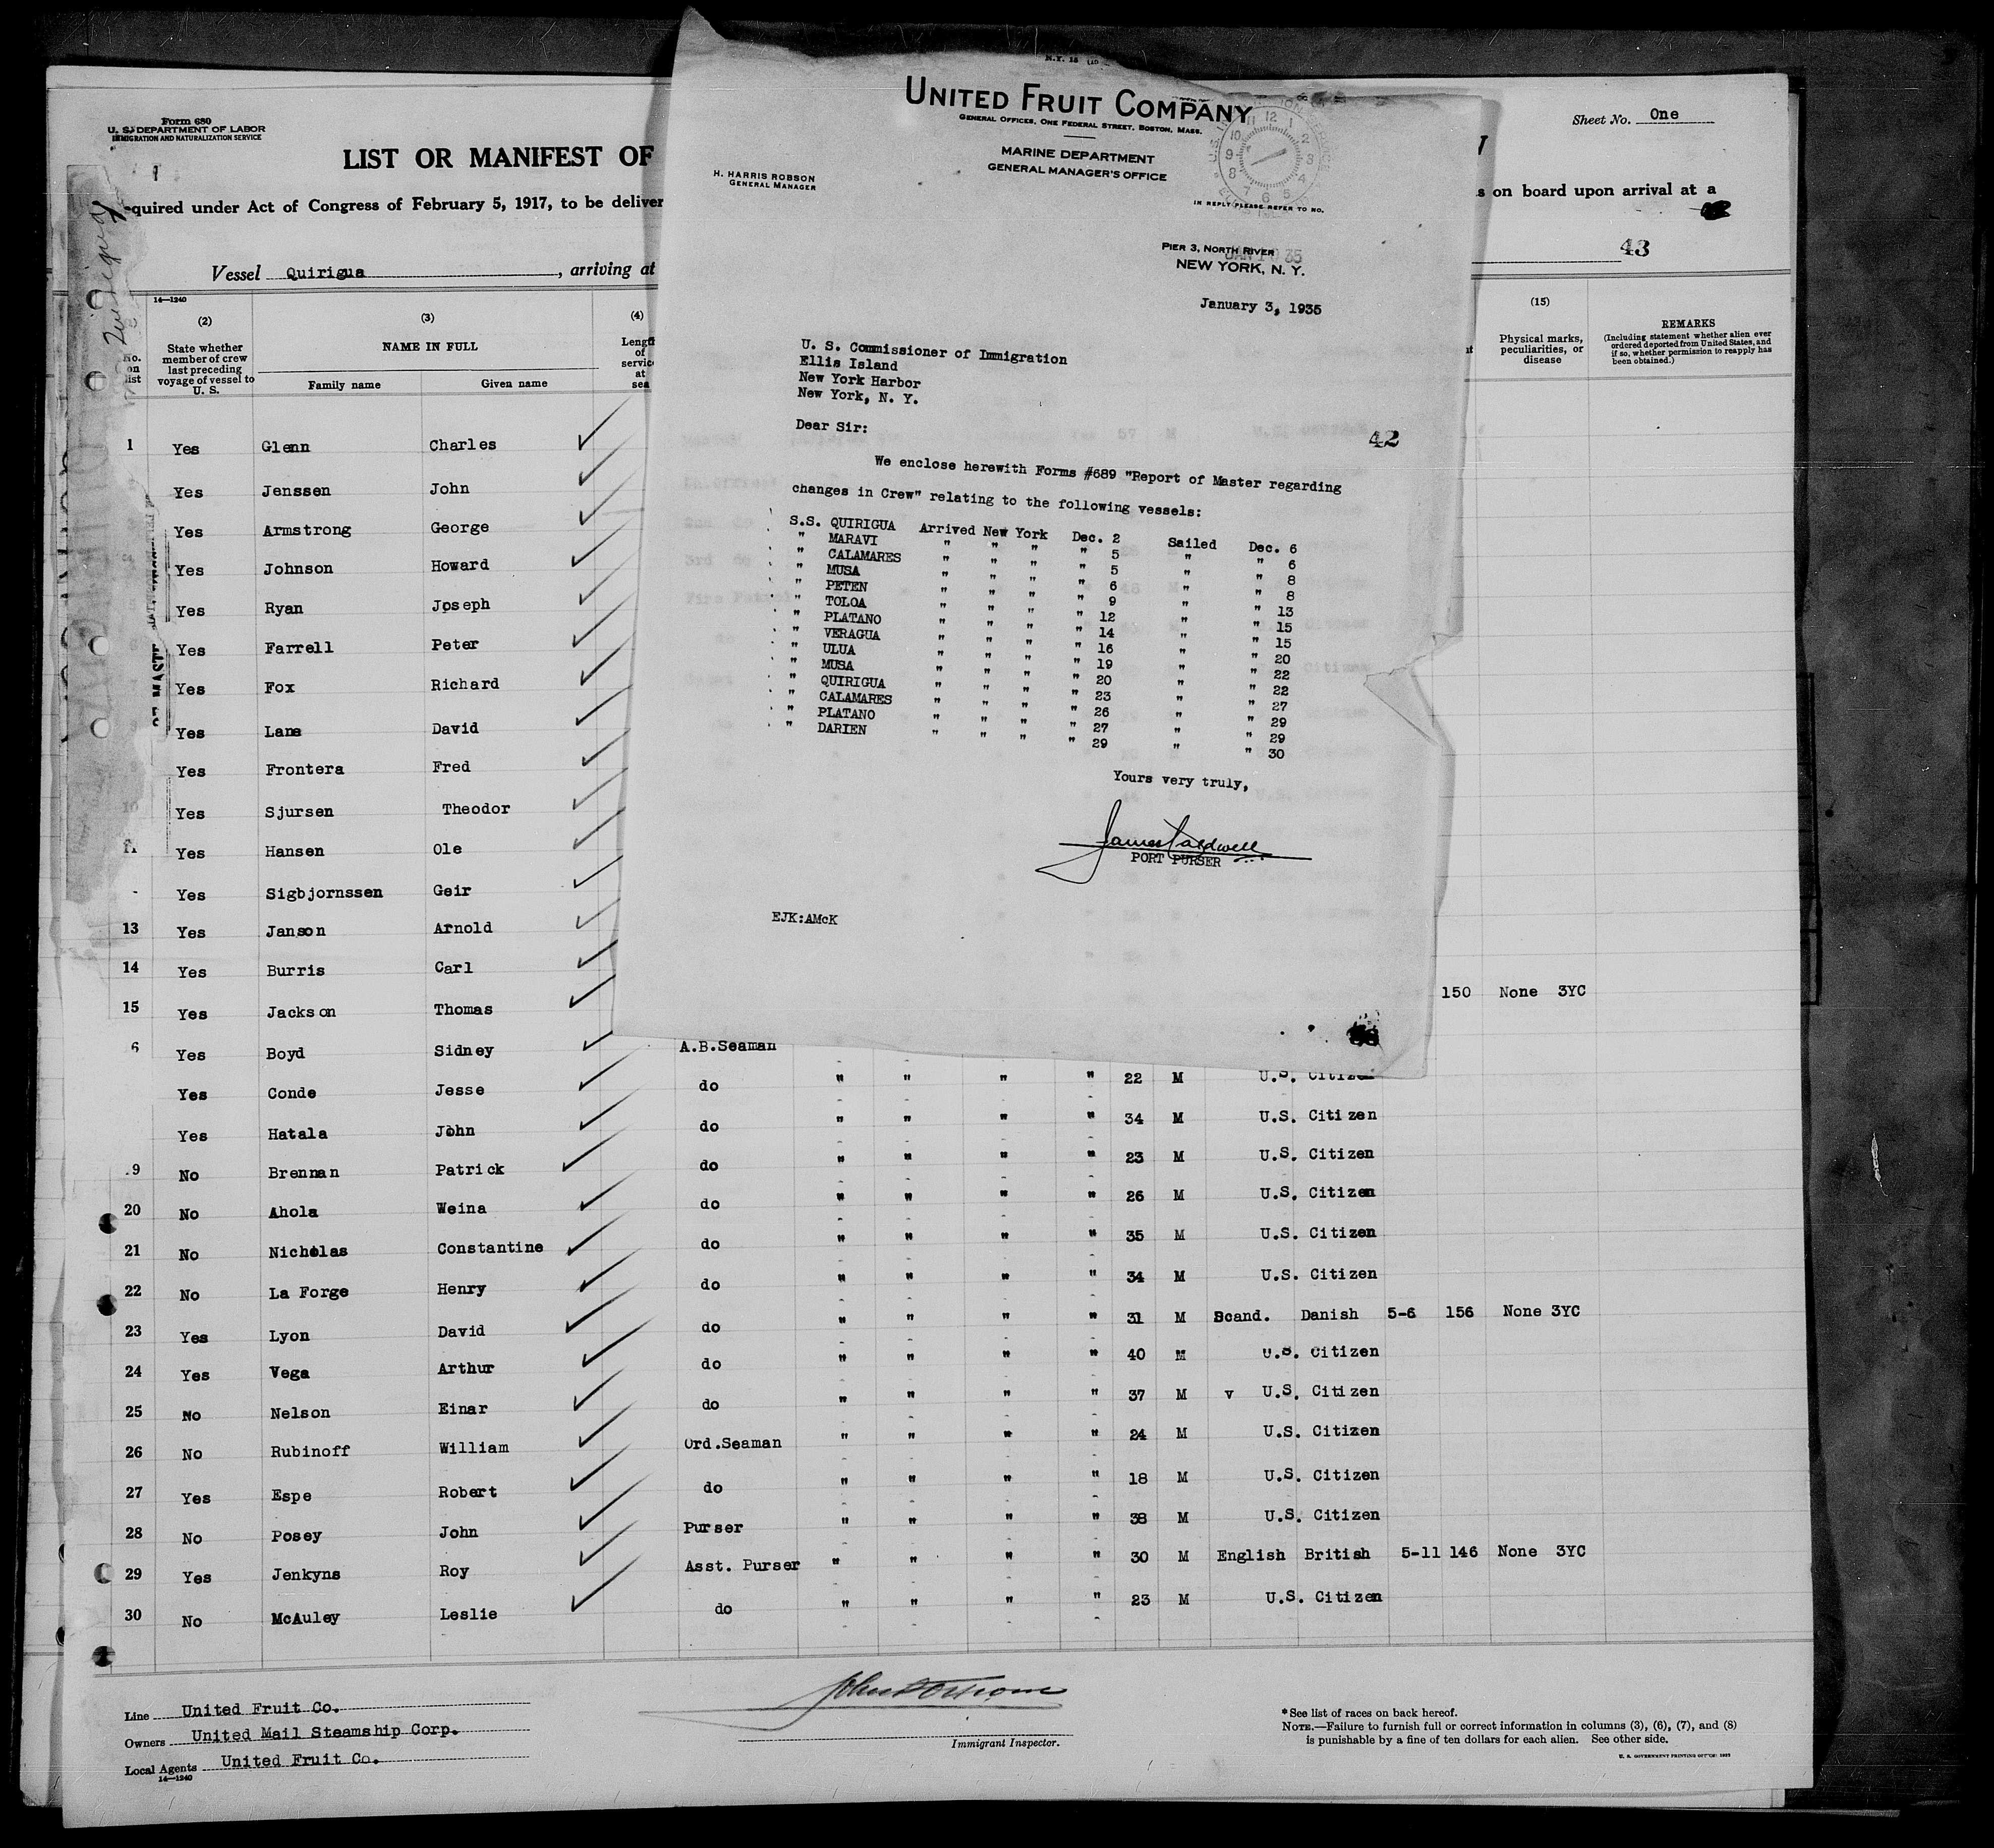 Form 680
U. S. DEPARTMENT OF LABOR
IMMIGRATION AND NATURALIZATION SERVICE
LIST OR MANIFEST OF
Sheet No. One
required under Act of Congress of February 5, 1917, to be deliver
on board upon arrival at a
43
Vessel Quirigua, arriving at
14—1240
(2) (3) (4) (15)
No. on list
State whether member of crew last preceding voyage of vessel to U. S.
NAME IN FULL
Family name Given name
Length of service at sea
Physical marks, peculiarities, or disease
REMARKS
(Including statement whether alien ever ordered deported from United States, and if so, whether permission to reapply has been obtained.)
1 Yes Glenn Charles
Yes Jenssen John
Yes Armstrong George
Yes Johnson Howard
Yes Ryan Joseph
Yes Farrell Peter
Yes Fox Richard
Yes Lane David
Yes Frontera Fred
10 Yes Sjursen Theodor
11 Yes Hansen Ole
Yes Sigbjornssen Geir
13 Yes Janson Arnold
14 Yes Burris Carl
15 Yes Jackson Thomas 150 None 3YC
6 Yes Boyd Sidney A.B.Seaman
Yes Conde Jesse do " " " " 22 M U.S. Citizen
Yes Hatala John do " " " " 34 M U.S. Citizen
9 No Brennan Patrick do " " " " 23 M U.S. Citizen
20 No Ahola Weina do " " " " 26 M U.S. Citizen
21 No Nicholas Constantine do " " " " 35 M U.S. Citizen
22 No La Forge Henry do " " " " 34 M U.S. Citizen
23 Yes Lyon David do " " " " 31 M Scand. Danish 5-6 156 None 3YC
24 Yes Vega Arthur do " " " " 40 M U.S. Citizen
25 No Nelson Einar do " " " " 37 M v U.S. Citizen
26 No Rubinoff William Ord.Seaman " " " " 24 M U.S. Citizen
27 Yes Espe Robert do " " " " 18 M U.S. Citizen
28 No Posey John Purser " " " " 38 M U.S. Citizen
29 Yes Jenkyns Roy Asst. Purser " " " " 30 M English British 5-11 146 None 3YC
30 No McAuley Leslie do " " " " 23 M U.S. Citizen
Line United Fruit Co.
Owners United Mail Steamship Corp.
Local Agents United Fruit Co.
14—1240
Immigrant Inspector.
*See list of races on back hereof.
NOTE.—Failure to furnish full or correct information in columns (3), (6), (7), and (8)
is punishable by a fine of ten dollars for each alien. See other side.
U. S. GOVERNMENT PRINTING OFFICE
UNITED FRUIT COMPANY
GENERAL OFFICES, ONE FEDERAL STREET, BOSTON, MASS.
MARINE DEPARTMENT
GENERAL MANAGER'S OFFICE
H. HARRIS ROBSON
GENERAL MANAGER
IN REPLY PLEASE REFER TO NO.
PIER 3, NORTH RIVER
NEW YORK, N. Y.
January 3, 1935
U. S. Commissioner of Immigration
Ellis Island
New York Harbor
New York, N. Y.
Dear Sir:
42
We enclose herewith Forms #689 "Report of Master regarding
changes in Crew" relating to the following vessels:
S.S. QUIRIGUA Arrived New York Dec. 2 Sailed Dec. 6
" MARAVI " " " " 5 " " 6
" CALAMARES " " " " 5 " " 8
" MUSA " " " " 6 " " 8
" PETEN " " " " 9 " " 13
" TOLOA " " " " 12 " " 15
" PLATANO " " " " 14 " " 15
" VERAGUA " " " " 16 " " 20
" ULUA " " " " 19 " " 22
" MUSA " " " " 20 " " 22
" QUIRIGUA " " " " 23 " " 27
" CALAMARES " " " " 26 " " 29
" PLATANO " " " " 27 " " 29
" DARIEN " " " " 29 " " 30
Yours very truly,
James Caldwell
PORT PURSER
EJK:AMcK